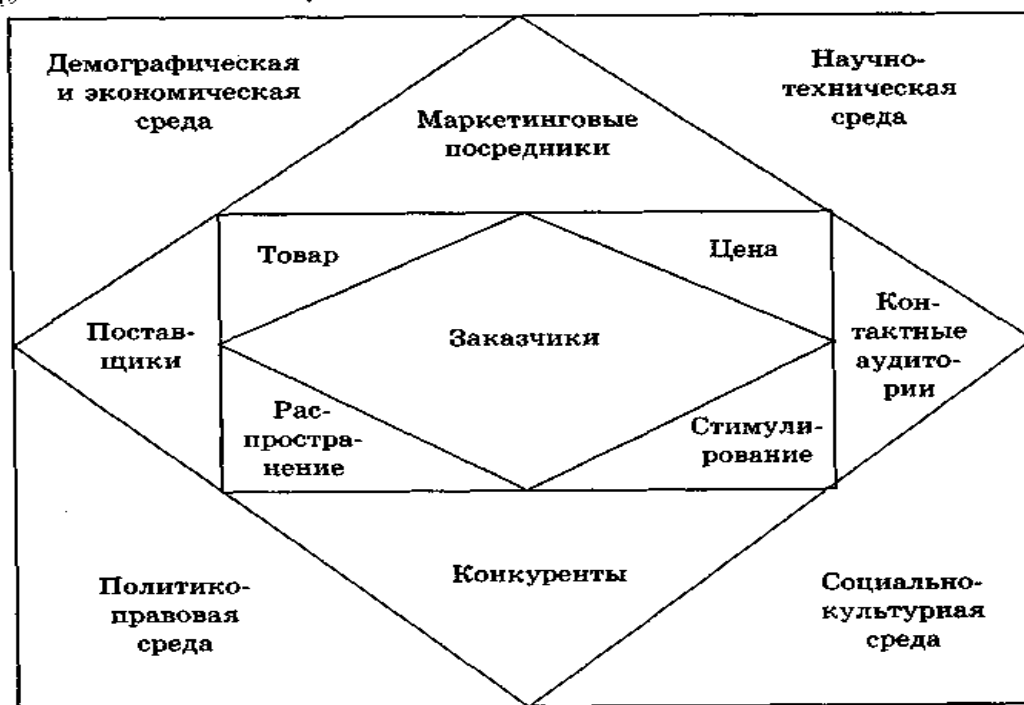 Демографическая
и экономическая
среда
Научно-
техническая
среда
Маркетинговые
посредники
Товар
Цена
Постав-
щики
Заказчики
Кон-
тактные
аудито-
рии
Рас-
простра-
нение
Стимули-
рование
Конкуренты
Политико-
правовая
среда
Социально-
культурная
среда